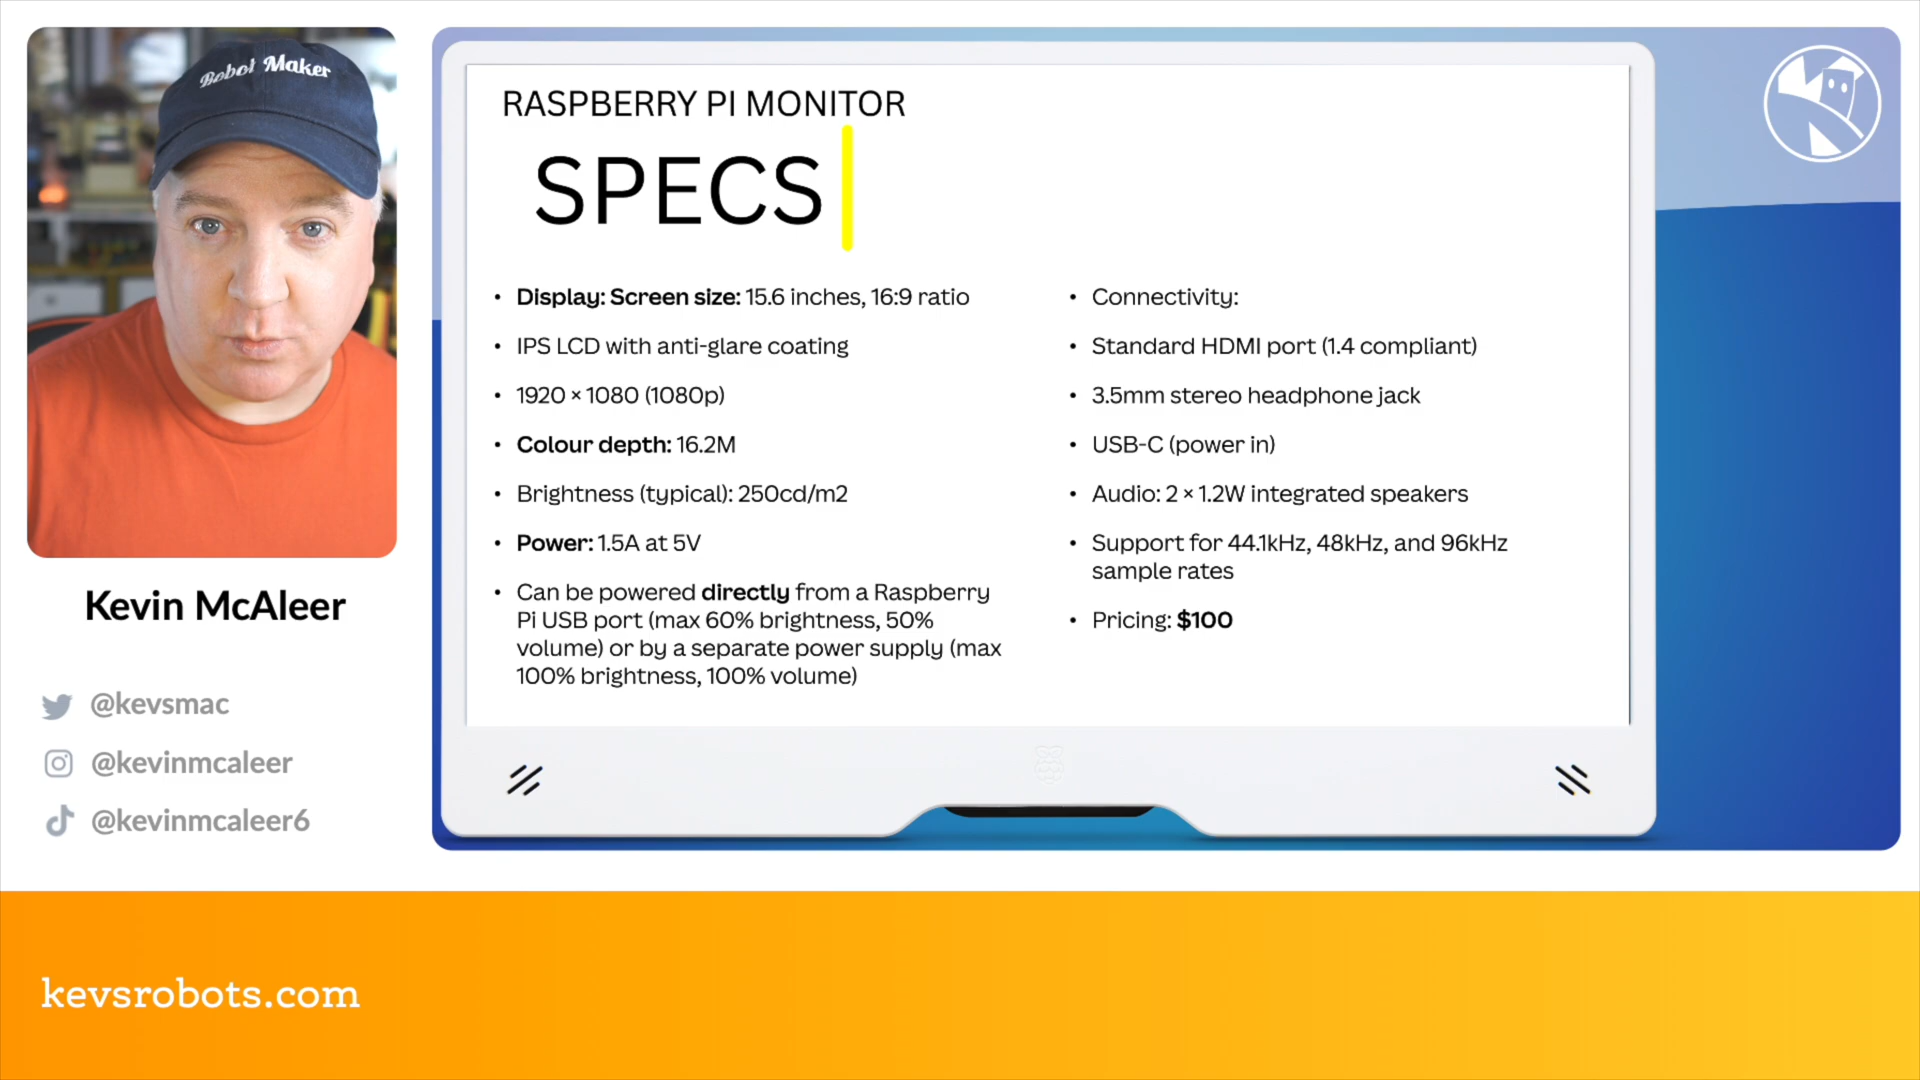 Robot Maker
Kevin McAleer
@kevsmac
@kevinmcaleer
@kevinmcaleer6
RASPBERRY PI MONITOR
SPECS
• Display: Screen size: 15.6 inches, 16:9 ratio
• IPS LCD with anti-glare coating
• 1920 × 1080 (1080p)
• Colour depth: 16.2M
• Brightness (typical): 250cd/m2
• Power: 1.5A at 5V
• Can be powered directly from a Raspberry
Pi USB port (max 60% brightness, 50%
volume) or by a separate power supply (max
100% brightness, 100% volume)
• Connectivity:
• Standard HDMI port (1.4 compliant)
• 3.5mm stereo headphone jack
• USB-C (power in)
• Audio: 2 × 1.2W integrated speakers
• Support for 44.1kHz, 48kHz, and 96kHz
sample rates
• Pricing: $100
kevsrobots.com